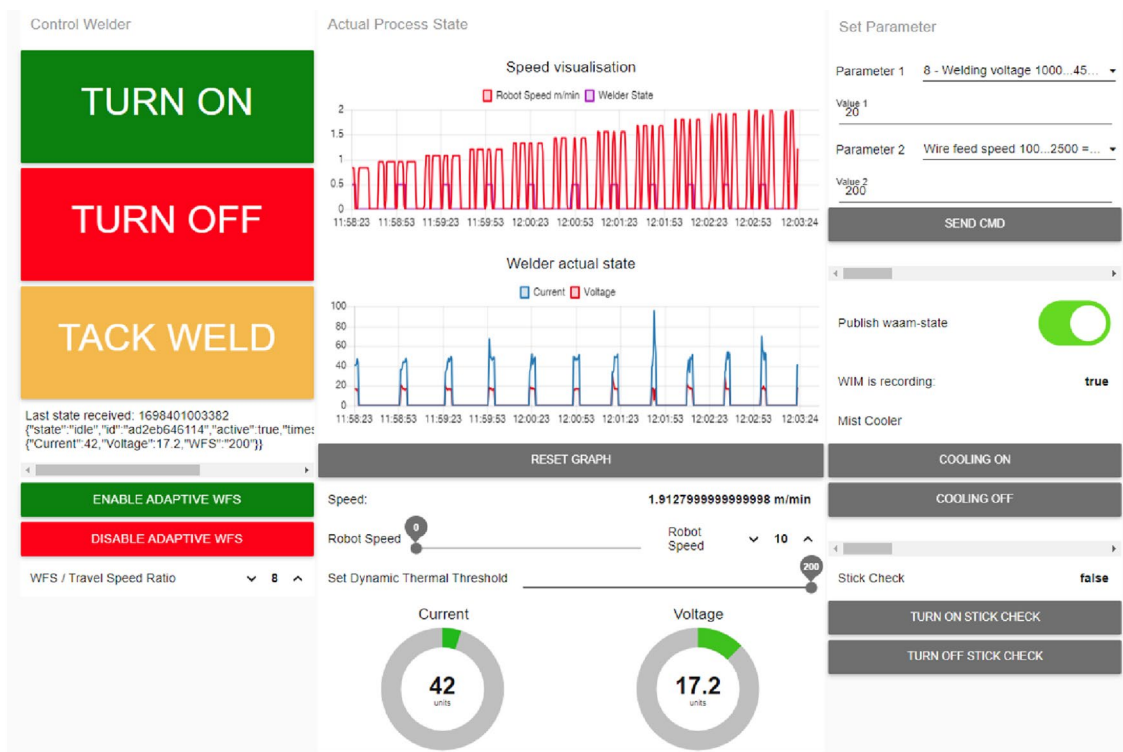 Control Welder
TURN ON
TURN OFF
TACK WELD
Last state received: 1698401003382
{"state":"idle","id":"ad2eb646114","active":true,"times
{"Current":42,"Voltage":17.2,"WFS":"200"}}
ENABLE ADAPTIVE WFS
DISABLE ADAPTIVE WFS
WFS / Travel Speed Ratio 8
Actual Process State
Speed visualisation
Robot Speed m/min Welder State
2
1.5
1
0.5
0
11:58:23 11:58:53 11:59:23 11:59:53 12:00:23 12:00:53 12:01:23 12:01:53 12:02:23 12:02:53 12:03:24
Welder actual state
Current Voltage
100
80
60
40
20
0
11:58:23 11:58:53 11:59:23 11:59:53 12:00:23 12:00:53 12:01:23 12:01:53 12:02:23 12:02:53 12:03:24
RESET GRAPH
Speed: 1.9127999999999998 m/min
Robot Speed 0 Robot
Speed 10
Set Dynamic Thermal Threshold 200
Current Voltage
42 17.2
units units
Set Parameter
Parameter 1 8 - Welding voltage 1000...45...
Value 1
20
Parameter 2 Wire feed speed 100...2500 =...
Value 2
200
SEND CMD
Publish waam-state
WIM is recording: true
Mist Cooler
COOLING ON
COOLING OFF
Stick Check false
TURN ON STICK CHECK
TURN OFF STICK CHECK